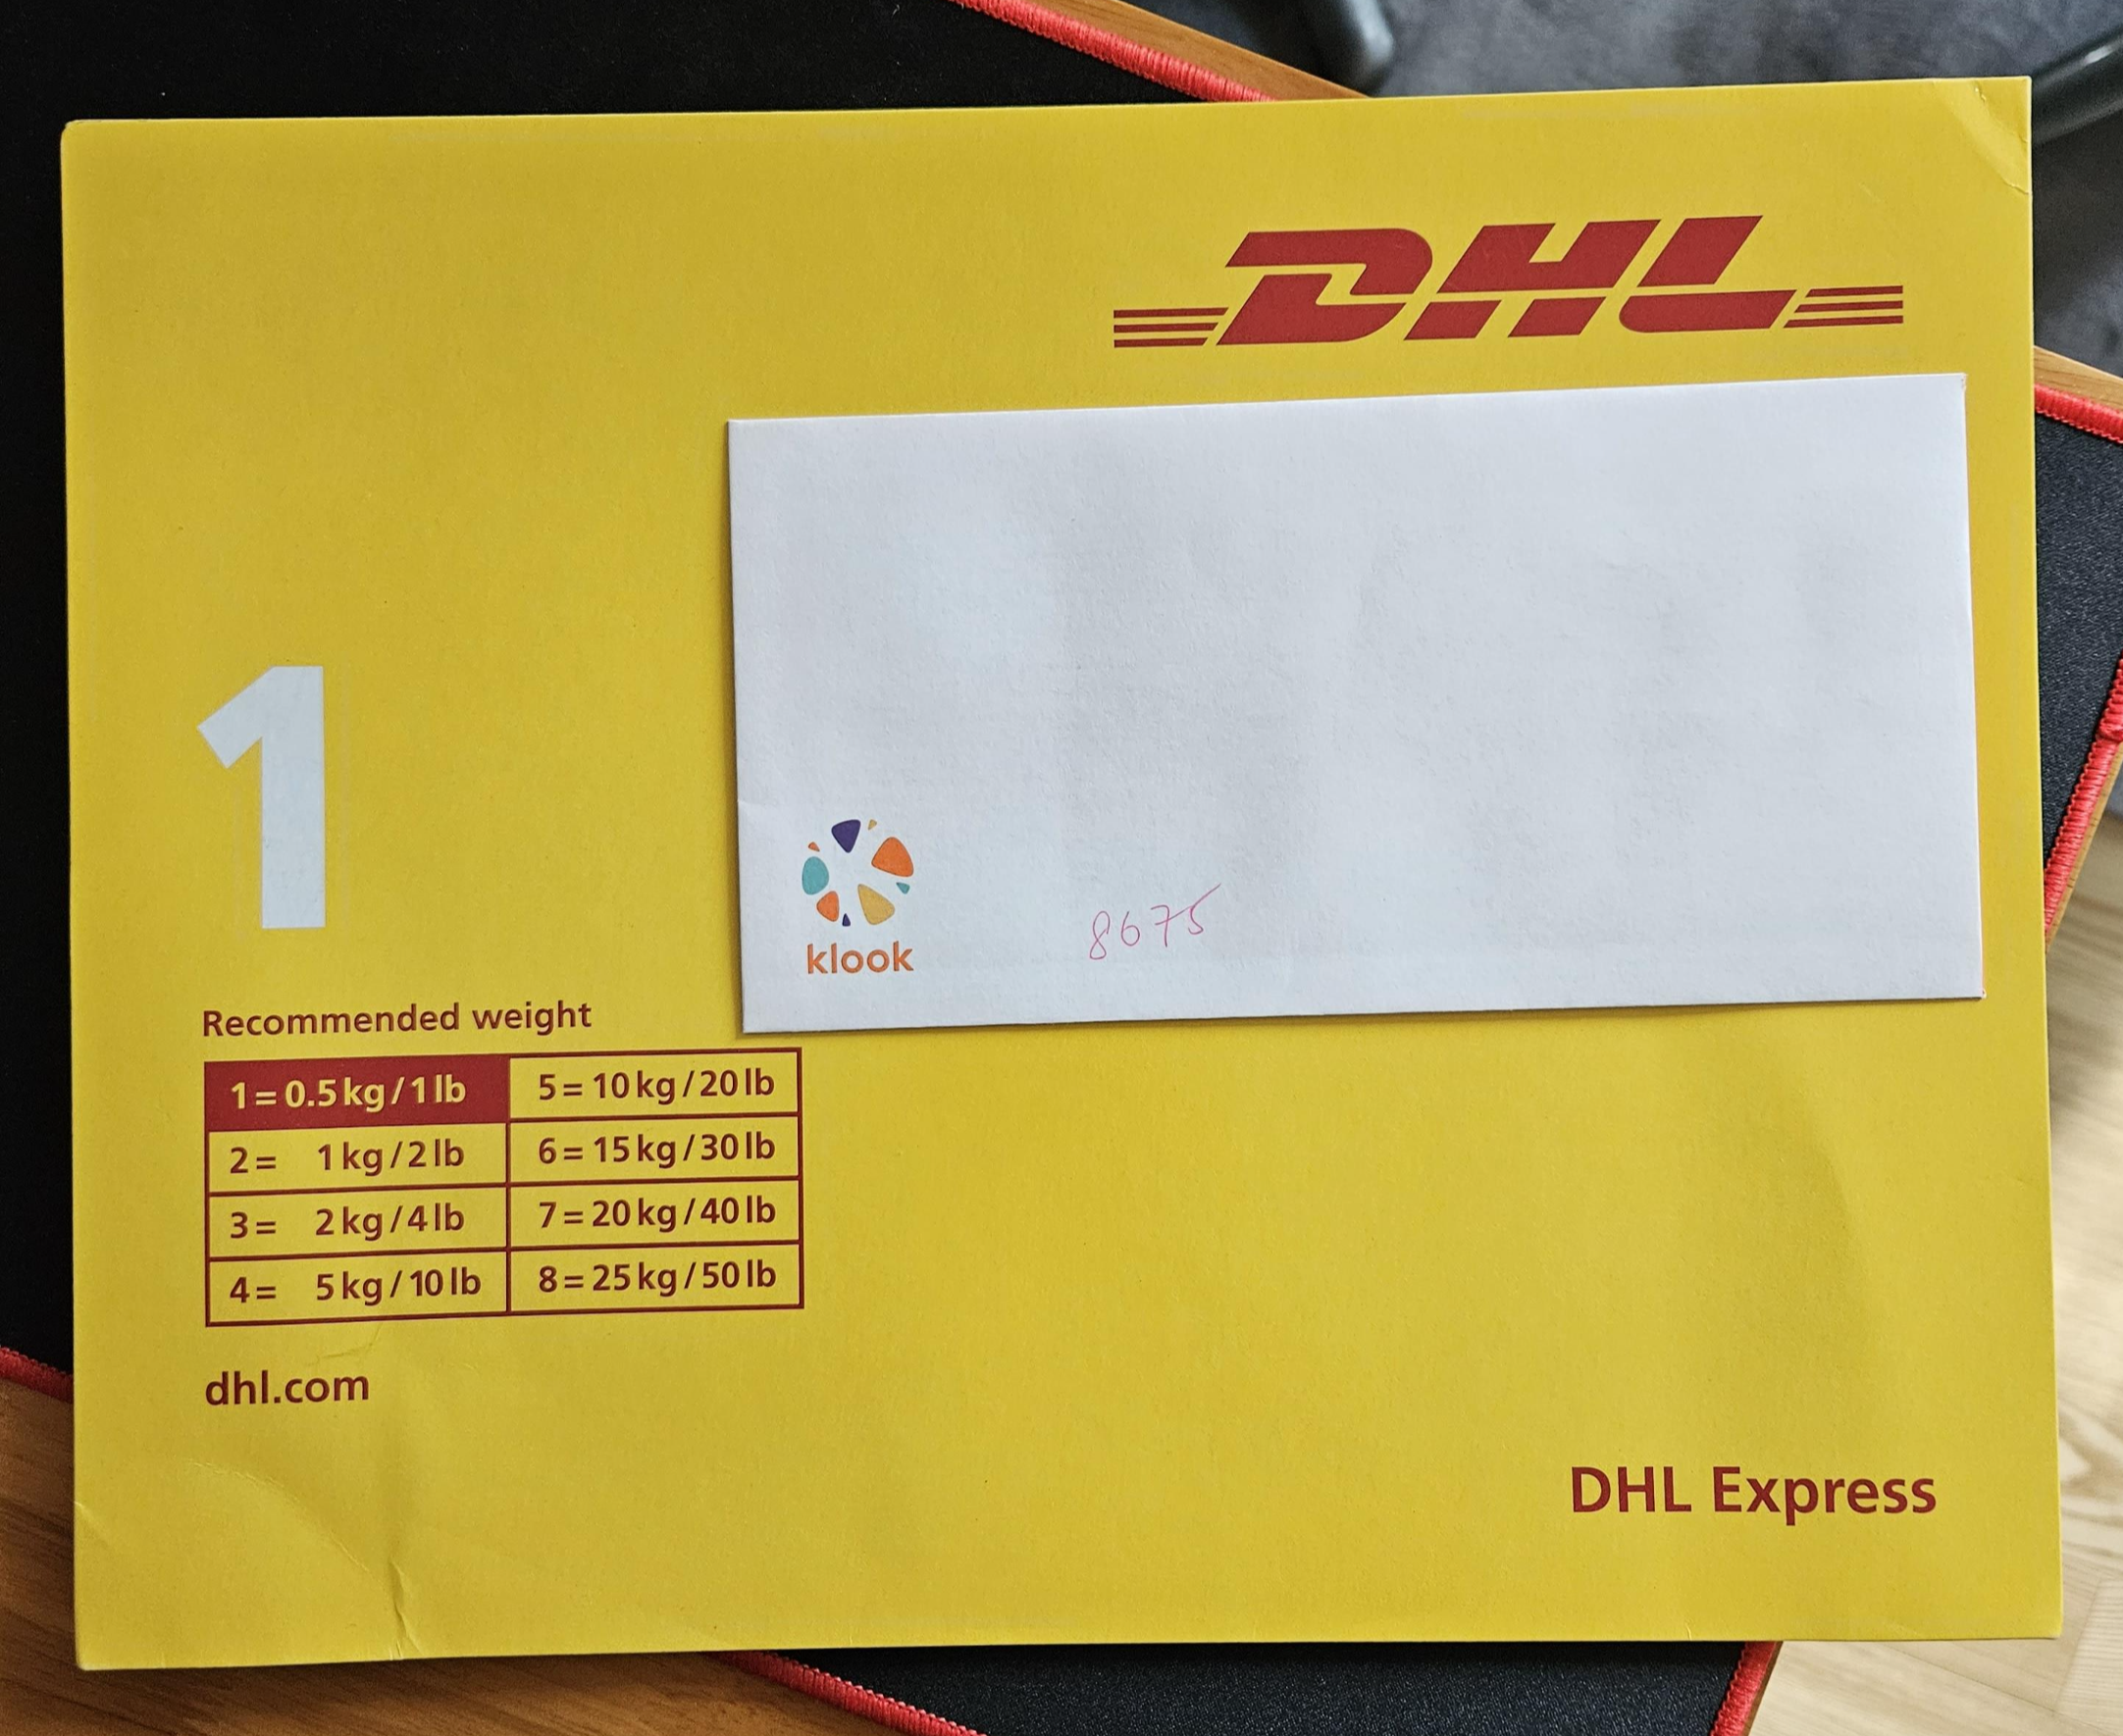 DHL
klook
8675
1
Recommended weight
1 = 0.5 kg / 1 lb
5 = 10 kg / 20 lb
2 = 1 kg / 2 lb
6 = 15 kg / 30 lb
3 = 2 kg / 4 lb
7 = 20 kg / 40 lb
4 = 5 kg / 10 lb
8 = 25 kg / 50 lb
dhl.com
DHL Express